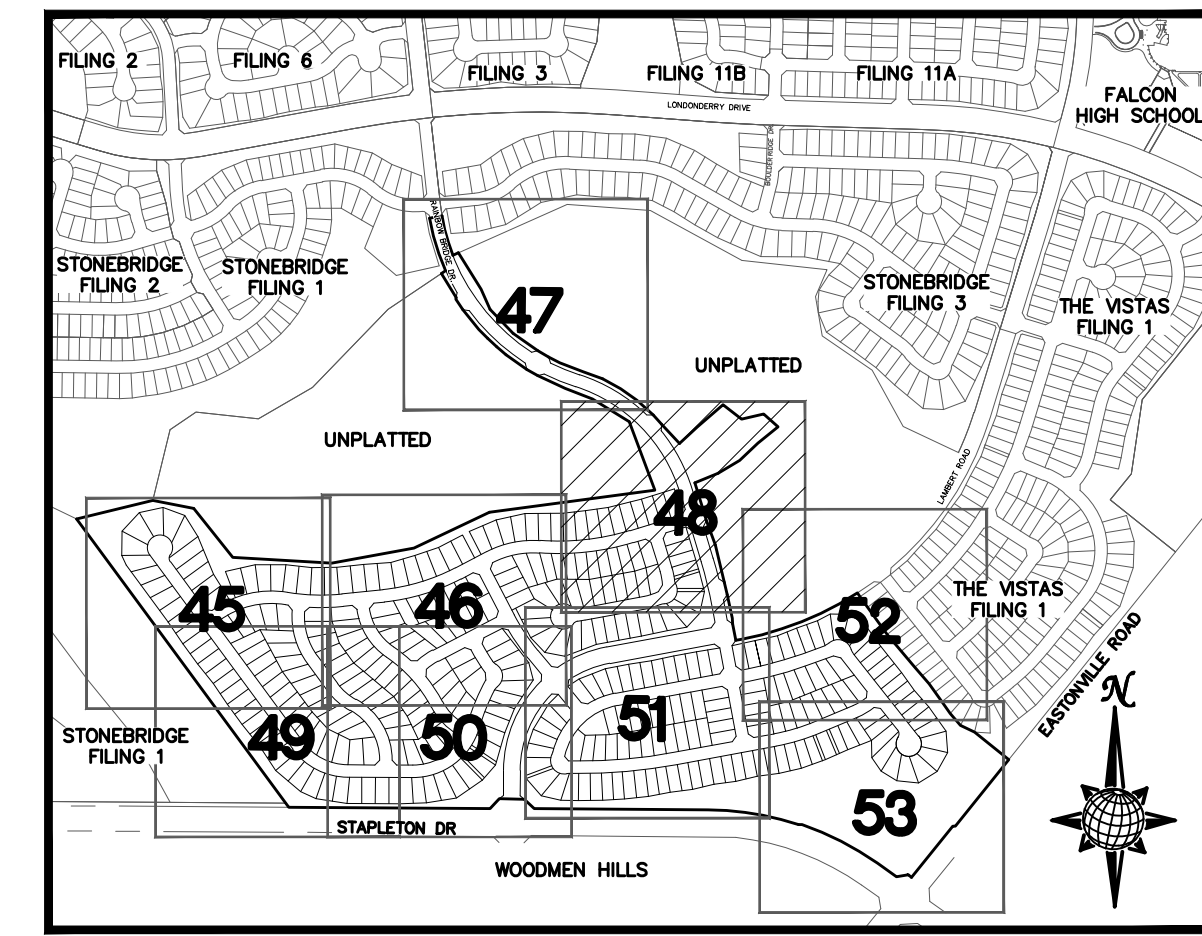 FILING 2
FILING 6
FILING 3
FILING 11B
FILING 11A
FALCON
HIGH SCHOOL
LONDONDERRY DRIVE
BOULDER RIDGE DR.
RAINBOW BRIDGE DR.
STONEBRIDGE
FILING 2
STONEBRIDGE
FILING 1
STONEBRIDGE
FILING 3
THE VISTAS
FILING 1
47
UNPLATTED
UNPLATTED
LAMBERT ROAD
48
45
46
52
THE VISTAS
FILING 1
EASTONVILLE ROAD
N
STONEBRIDGE
FILING 1
49
50
51
53
STAPLETON DR
WOODMEN HILLS